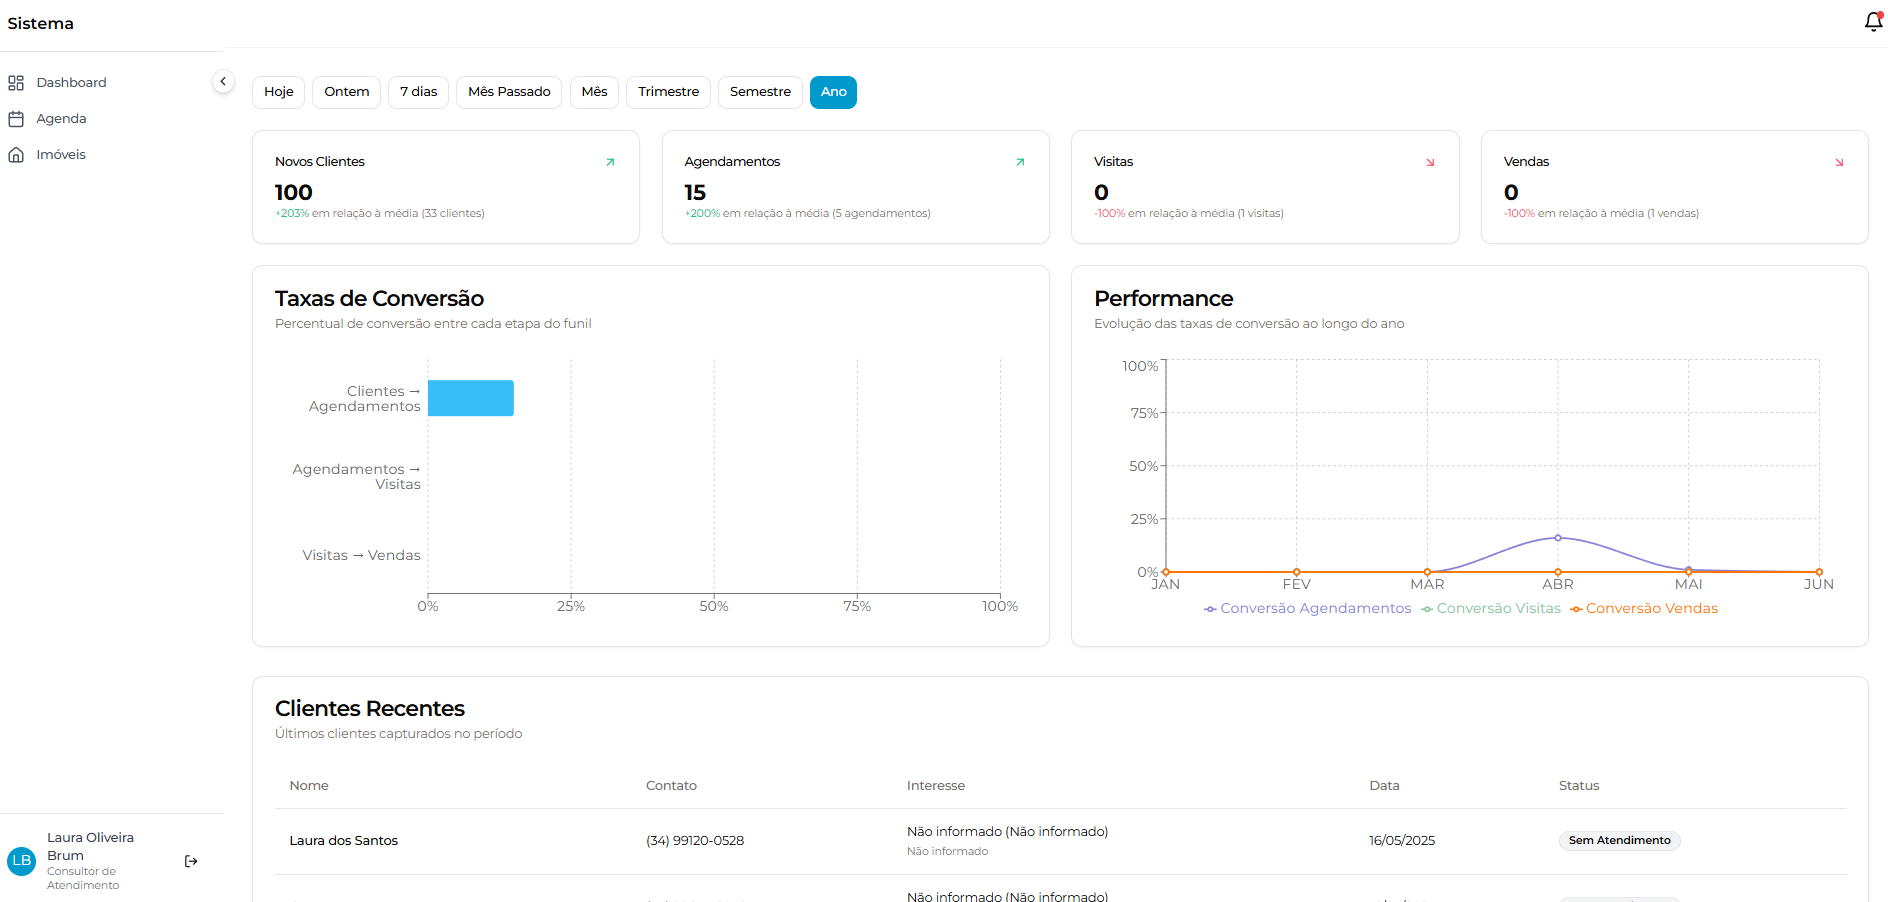 Sistema
Dashboard
Agenda
Imóveis
Hoje
Ontem
7 dias
Mês Passado
Mês
Trimestre
Semestre
Ano
Novos Clientes
100
+203% em relação à média (33 clientes)
Agendamentos
15
+200% em relação à média (5 agendamentos)
Visitas
0
-100% em relação à média (1 visitas)
Vendas
0
-100% em relação à média (1 vendas)
Taxas de Conversão
Percentual de conversão entre cada etapa do funil
Clientes →
Agendamentos
Agendamentos →
Visitas
Visitas → Vendas
0%
25%
50%
75%
100%
Performance
Evolução das taxas de conversão ao longo do ano
100%
75%
50%
25%
0%
JAN
FEV
MAR
ABR
MAI
JUN
Conversão Agendamentos
Conversão Visitas
Conversão Vendas
Clientes Recentes
Últimos clientes capturados no período
Nome
Contato
Interesse
Data
Status
Laura dos Santos
(34) 99120-0528
Não informado (Não informado)
Não informado
16/05/2025
Sem Atendimento
Não informado (Não informado)
LB
Laura Oliveira
Brum
Consultor de
Atendimento